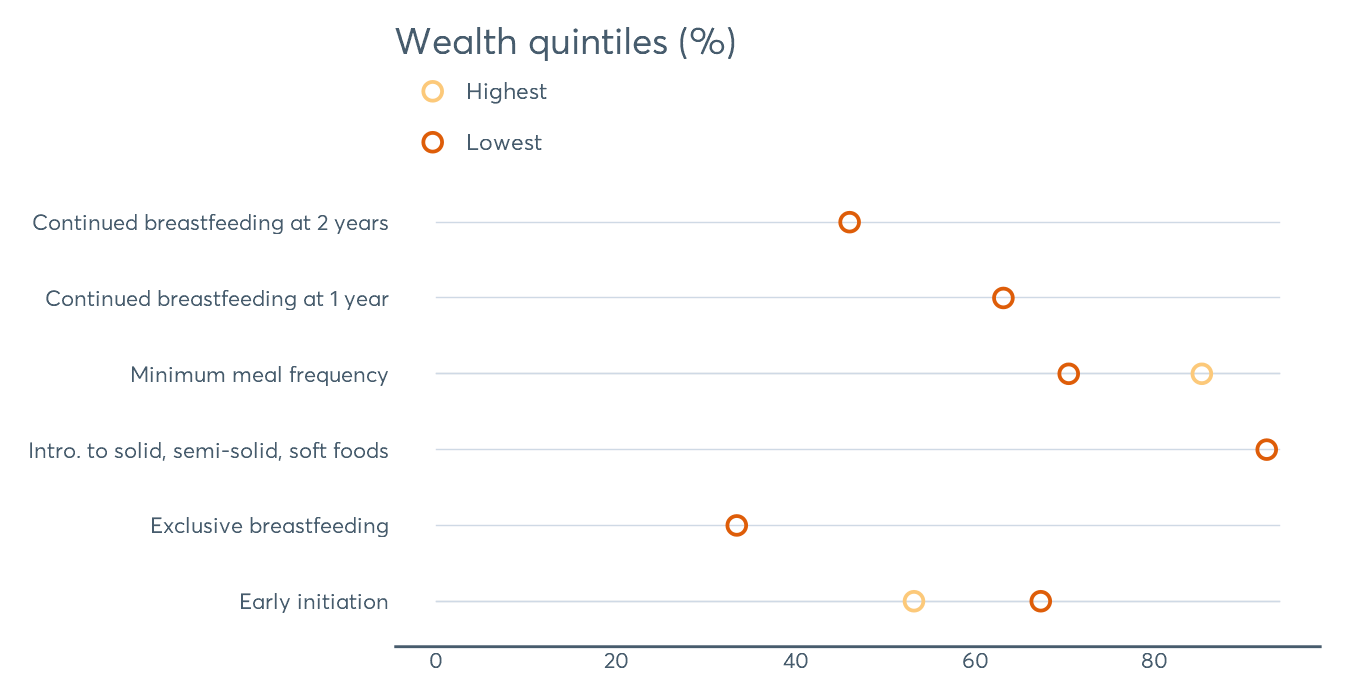 Wealth quintiles (%)
Highest
Lowest
Continued breastfeeding at 2 years
Continued breastfeeding at 1 year
Minimum meal frequency
Intro. to solid, semi-solid, soft foods
Exclusive breastfeeding
Early initiation
0 20 40 60 80